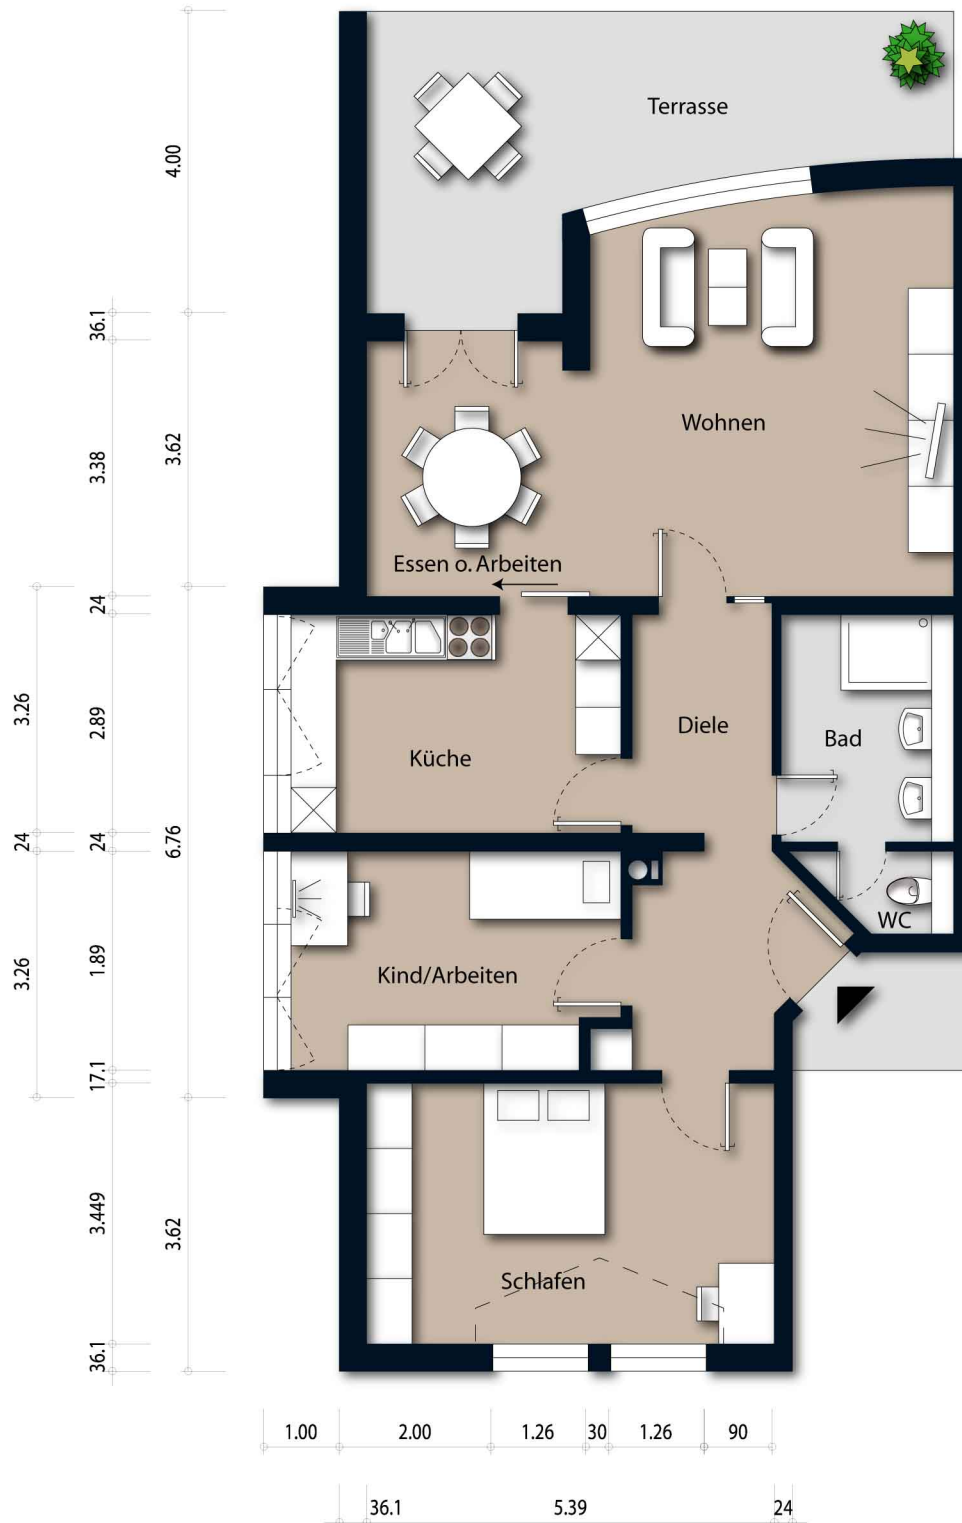 Terrasse
4.00
36.1
3.38
3.62
Wohnen
Essen o. Arbeiten
24
3.26
2.89
Küche
Diele
Bad
24
24
6.76
WC
3.26
1.89
Kind/Arbeiten
17.1
3.449
3.62
Schlafen
36.1
1.00
2.00
1.26
30
1.26
90
36.1
5.39
24